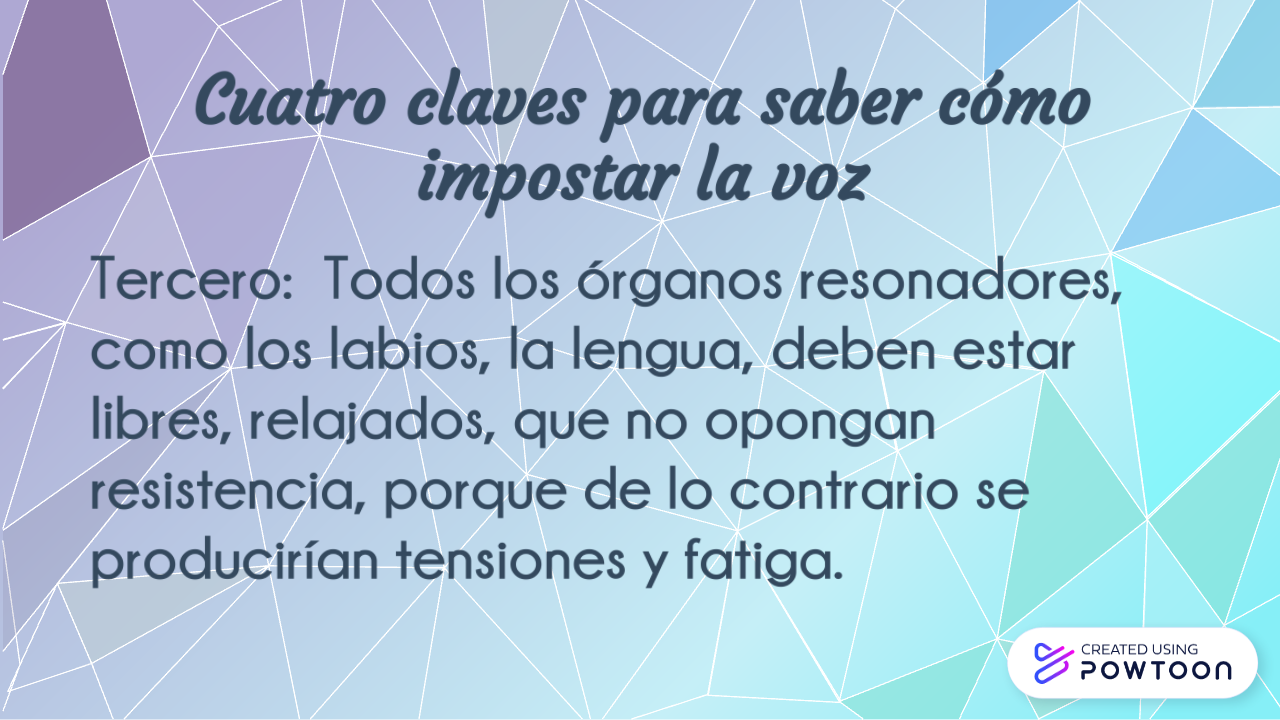 Cuatro claves para saber cómo
impostar la voz
Tercero:  Todos los órganos resonadores,
como los labios, la lengua, deben estar
libres, relajados, que no opongan
resistencia, porque de lo contrario se
producirían tensiones y fatiga.
CREATED USING
POWTOON